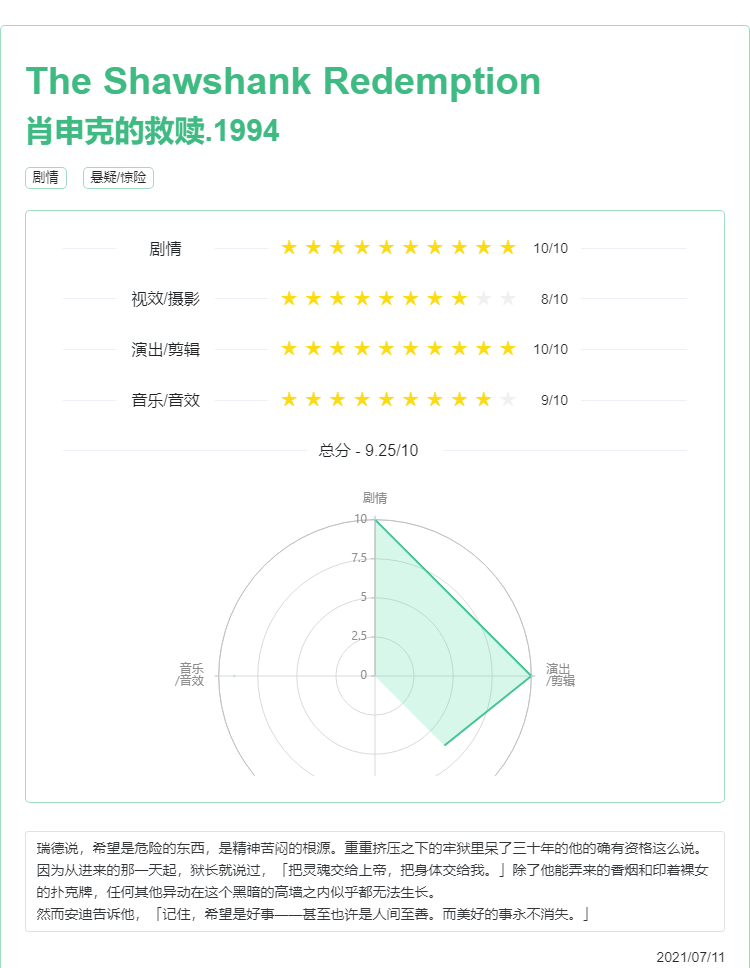 The Shawshank Redemption
肖申克的救赎.1994
剧情 悬疑/惊险
剧情 10/10
视效/摄影 8/10
演出/剪辑 10/10
音乐/音效 9/10
总分 - 9.25/10
剧情
10
7.5
5
2.5
0
音乐
/音效
演出
/剪辑
瑞德说，希望是危险的东西，是精神苦闷的根源。重重挤压之下的牢狱里呆了三十年的他的确有资格这么说。
因为从进来的那一天起，狱长就说过，「把灵魂交给上帝，把身体交给我。」除了他能弄来的香烟和印着裸女
的扑克牌，任何其他异动在这个黑暗的高墙之内似乎都无法生长。
然而安迪告诉他，「记住，希望是好事——甚至也许是人间至善。而美好的事永不消失。」
2021/07/11